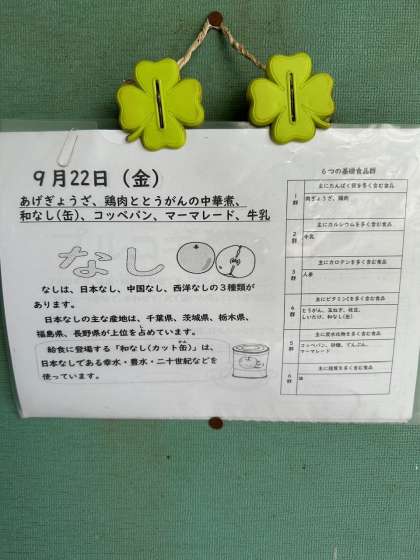 9月22日（金）
あげぎょうざ、鶏肉ととうがんの中華煮、
和なし(缶)、コッペパン、マーマレード、牛乳
なし
なしは、日本なし、中国なし、西洋なしの3種類が
あります。
日本なしの主な産地は、千葉県、茨城県、栃木県、
福島県、長野県が上位を占めています。
給食に登場する「和なし(カット缶)」は、
日本なしである幸水・豊水・二十世紀などを
使っています。
6つの基礎食品群
1群
主にたんぱく質を多く含む食品
肉ぎょうざ、鶏肉
2群
主にカルシウムを多く含む食品
牛乳
3群
主にカロテンを多く含む食品
人参
4群
主にビタミンCを多く含む食品
とうがん、玉ねぎ、枝豆、
しいたけ、和なし(缶)
5群
主に炭水化物を多く含む食品
コッペパン、砂糖、でんぷん、
マーマレード
6群
主に脂質を多く含む食品
油